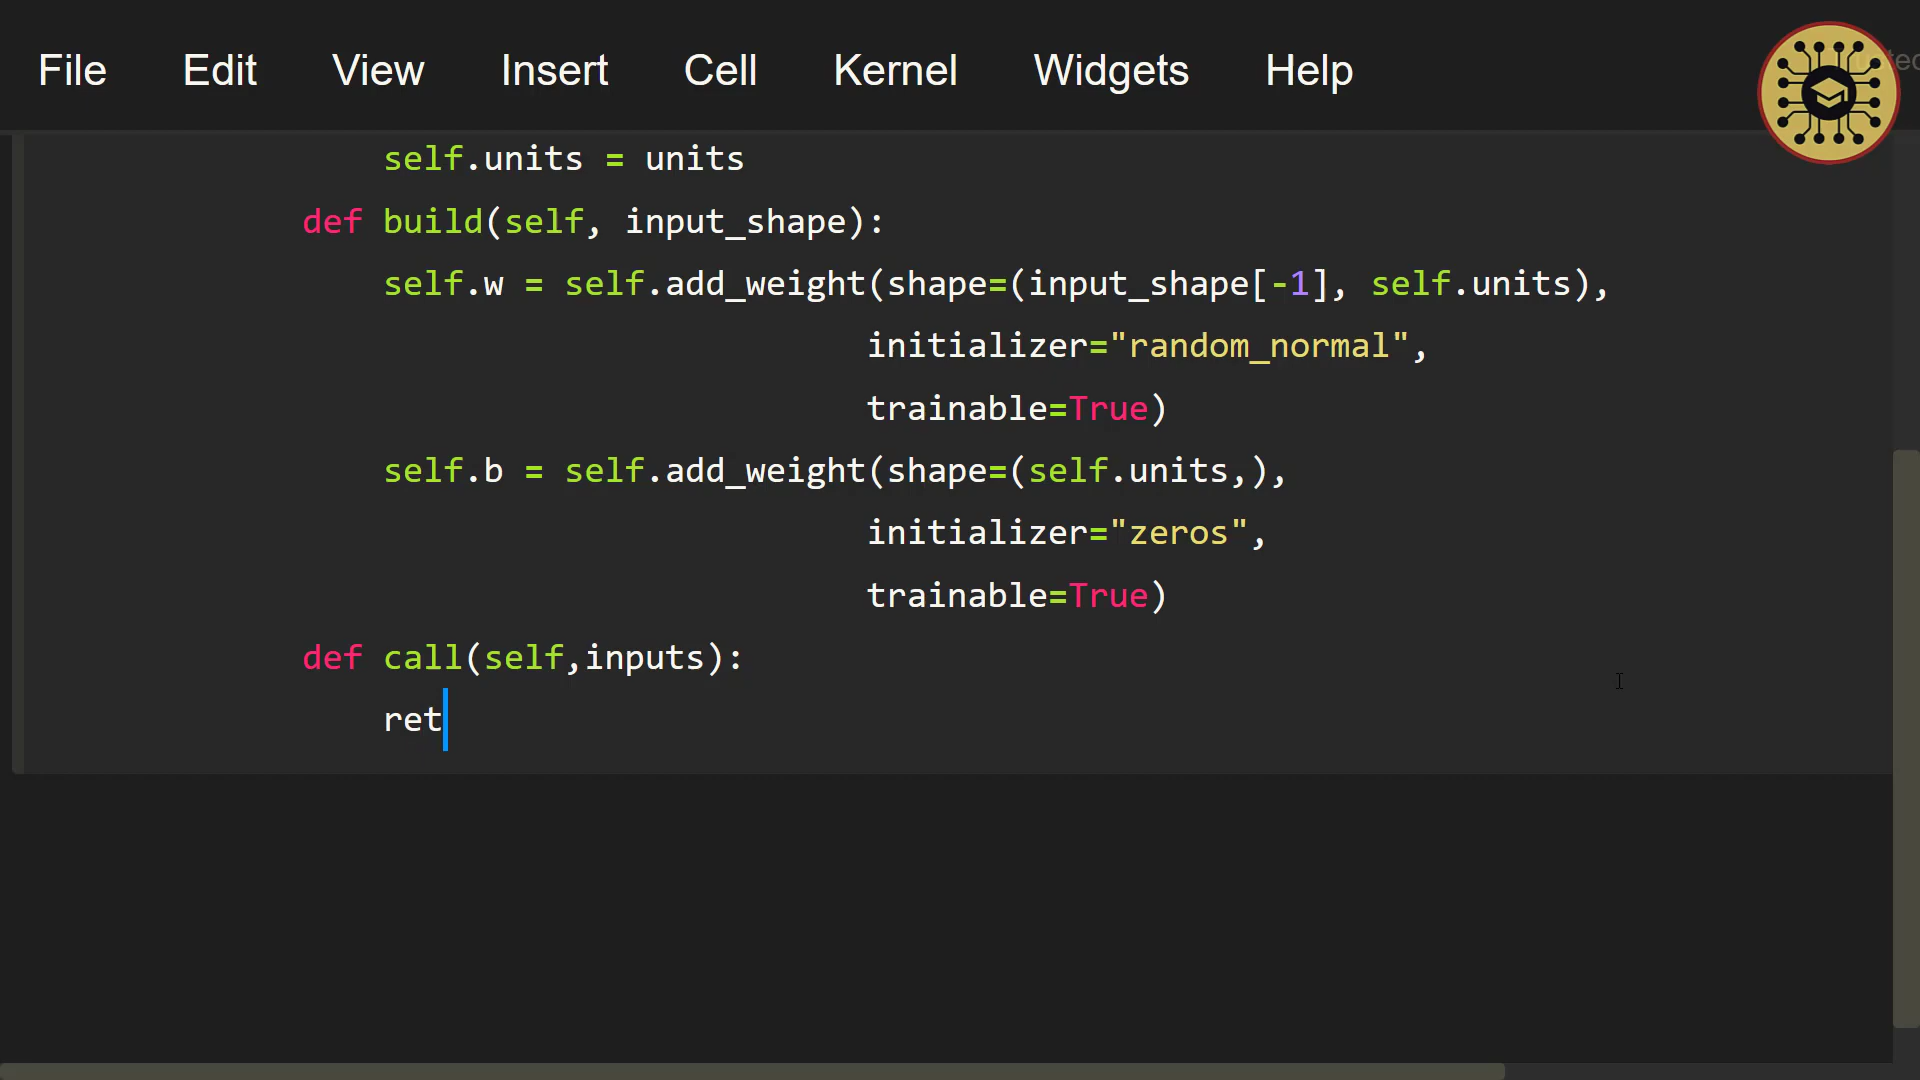 File Edit View Insert Cell Kernel Widgets Help
self.units = units
def build(self, input_shape):
self.w = self.add_weight(shape=(input_shape[-1], self.units),
initializer="random_normal",
trainable=True)
self.b = self.add_weight(shape=(self.units,),
initializer="zeros",
trainable=True)
def call(self,inputs):
ret